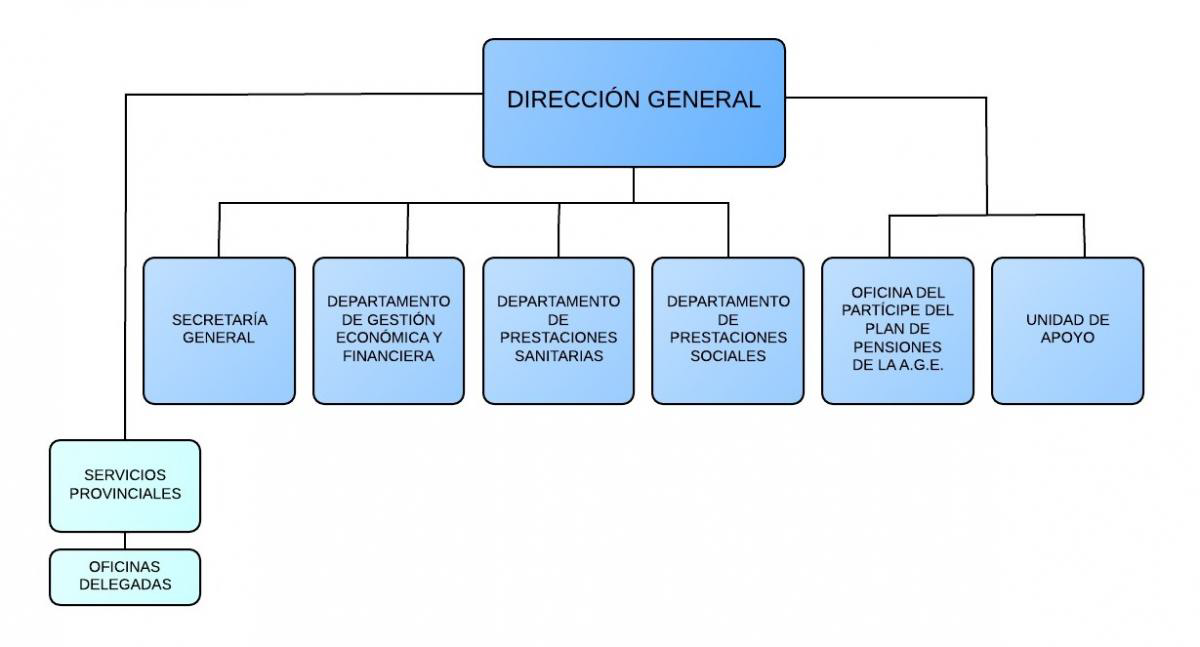 DIRECCIÓN GENERAL
SECRETARÍA
GENERAL
DEPARTAMENTO
DE GESTIÓN
ECONÓMICA Y
FINANCIERA
DEPARTAMENTO
DE
PRESTACIONES
SANITARIAS
DEPARTAMENTO
DE
PRESTACIONES
SOCIALES
OFICINA DEL
PARTÍCIPE DEL
PLAN DE
PENSIONES
DE LA A.G.E.
UNIDAD DE
APOYO
SERVICIOS
PROVINCIALES
OFICINAS
DELEGADAS